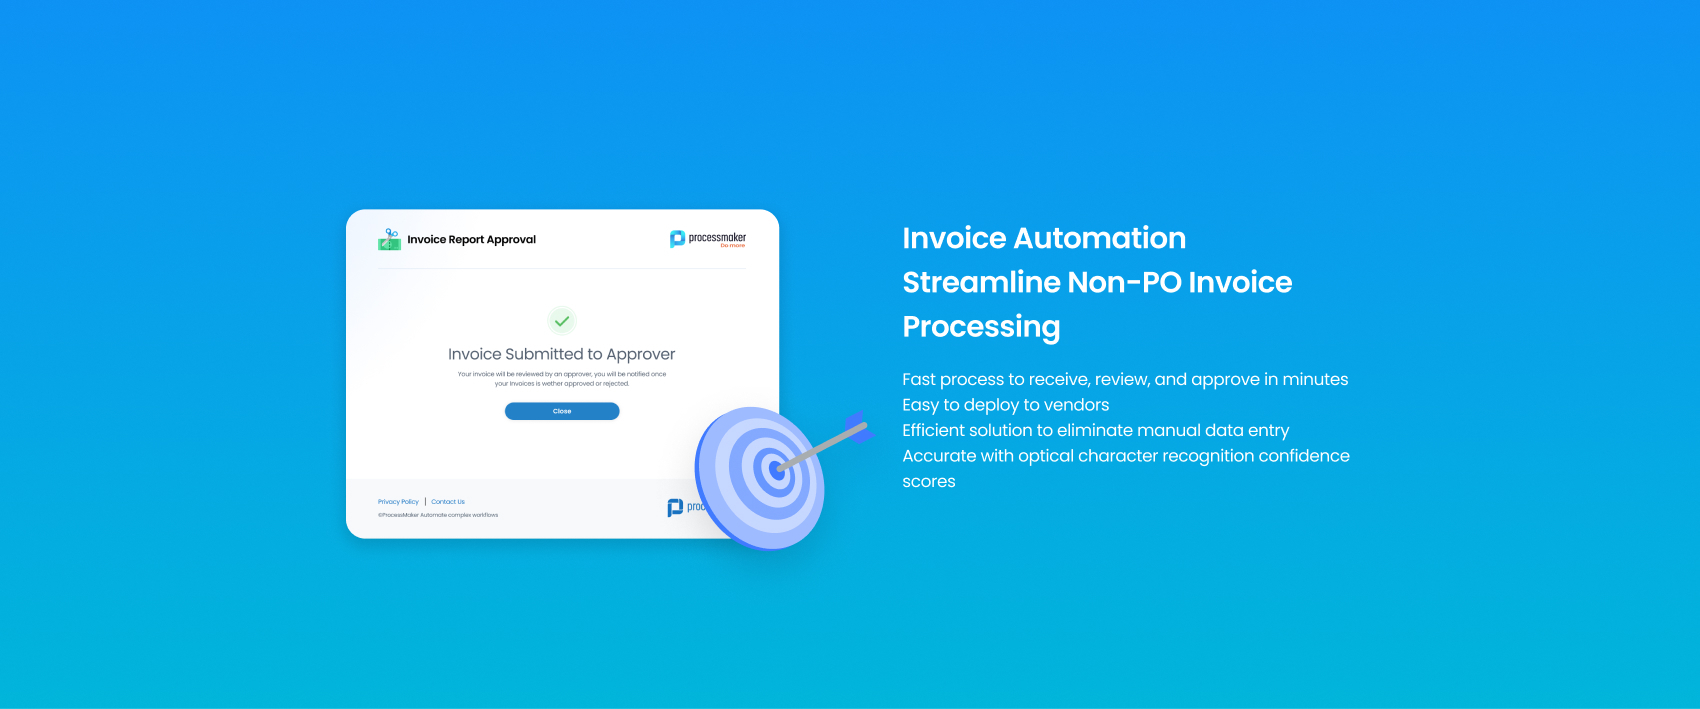 Invoice Report Approval
processmaker
Do more
Invoice Submitted to Approver
Your invoice will be reviewed by an approver, you will be notified once
your invoices is wether approved or rejected.
Close
Privacy Policy | Contact Us
©ProcessMaker Automate complex workflows
Invoice Automation
Streamline Non-PO Invoice
Processing
Fast process to receive, review, and approve in minutes
Easy to deploy to vendors
Efficient solution to eliminate manual data entry
Accurate with optical character recognition confidence
scores